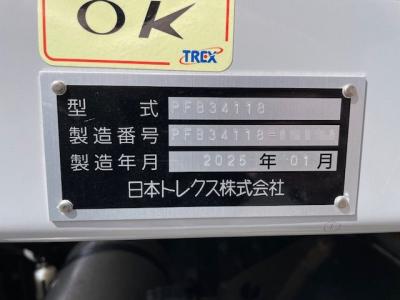 OK
TREX
型 式 PFB34118
製造番号 PFB34118-
製造年月 2025 年 01 月
日本トレクス株式会社